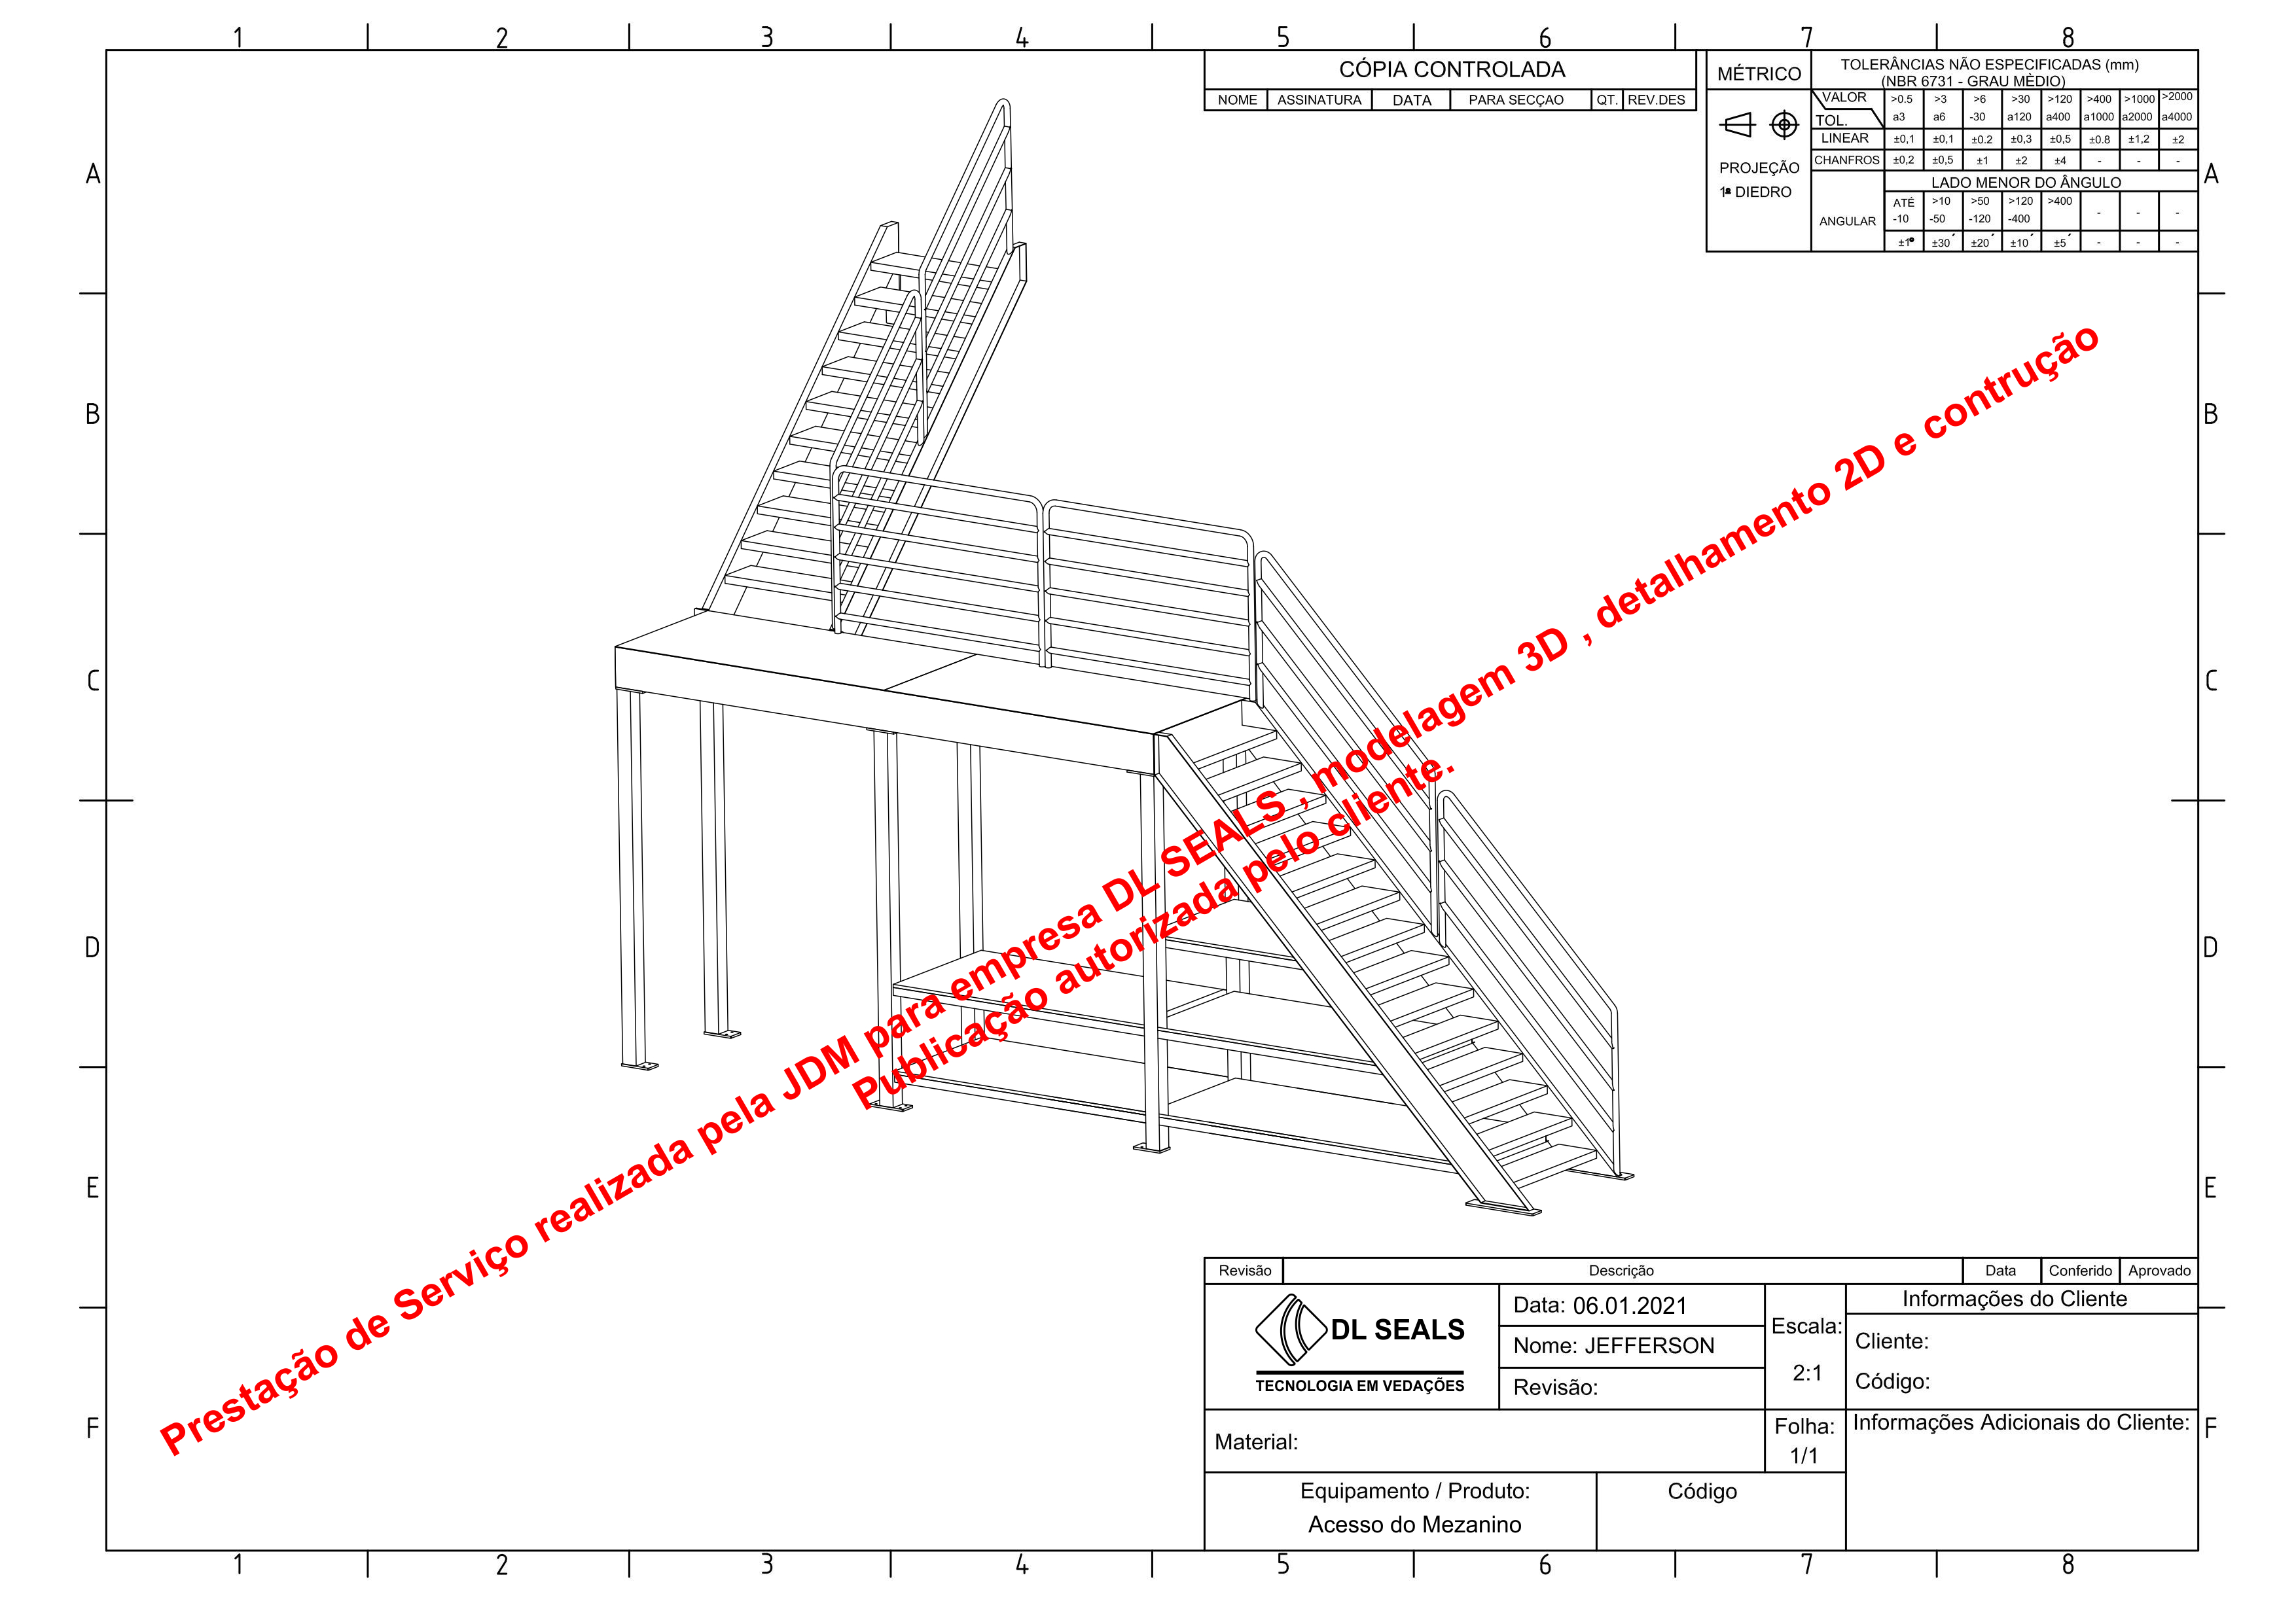 1 2 3 4 5 6 7 8
CÓPIA CONTROLADA
NOME ASSINATURA DATA PARA SECÇAO QT. REV.DES
MÉTRICO
TOLERÂNCIAS NÃO ESPECIFICADAS (mm)
(NBR 6731 - GRAU MÈDIO)
VALOR >0.5 >3 >6 >30 >120 >400 >1000 >2000
TOL. a3 a6 -30 a120 a400 a1000 a2000 a4000
LINEAR ±0,1 ±0,1 ±0.2 ±0,3 ±0,5 ±0.8 ±1,2 ±2
CHANFROS ±0,2 ±0,5 ±1 ±2 ±4 - - -
PROJEÇÃO
1ª DIEDRO
LADO MENOR DO ÂNGULO
ANGULAR
ATÉ >10 >50 >120 >400
-10 -50 -120 -400 - - -
±1º ±30´ ±20´ ±10´ ±5´ - - -
A A
B B
C C
D D
E E
F F
Prestação de Serviço realizada pela JDM para empresa DL SEALS , modelagem 3D , detalhamento 2D e contrução
Publicação autorizada pelo cliente.
Revisão Descrição Data Conferido Aprovado
DL SEALS
TECNOLOGIA EM VEDAÇÕES
Data: 06.01.2021
Nome: JEFFERSON
Revisão:
Escala:
2:1
Informações do Cliente
Cliente:
Código:
Material:
Folha:
1/1
Informações Adicionais do Cliente:
Equipamento / Produto:
Acesso do Mezanino
Código
1 2 3 4 5 6 7 8